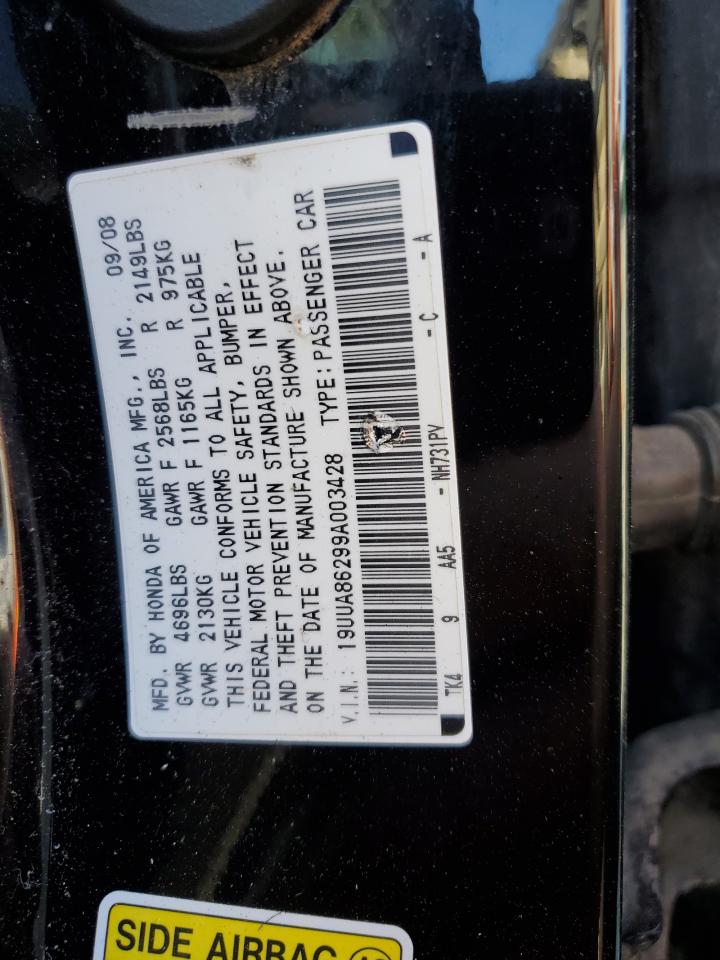 MFD. BY HONDA OF AMERICA MFG., INC. 09/08
GVWR 4696LBS GAWR F 2568LBS R 2149LBS
GVWR 2130KG GAWR F 1165KG R 975KG
THIS VEHICLE CONFORMS TO ALL APPLICABLE
FEDERAL MOTOR VEHICLE SAFETY, BUMPER,
AND THEFT PREVENTION STANDARDS IN EFFECT
ON THE DATE OF MANUFACTURE SHOWN ABOVE.
V.I.N.: 19UUA86299A003428 TYPE:PASSENGER CAR
TK4 9 AA5 - NH731PY - C - A
SIDE AIRBAG